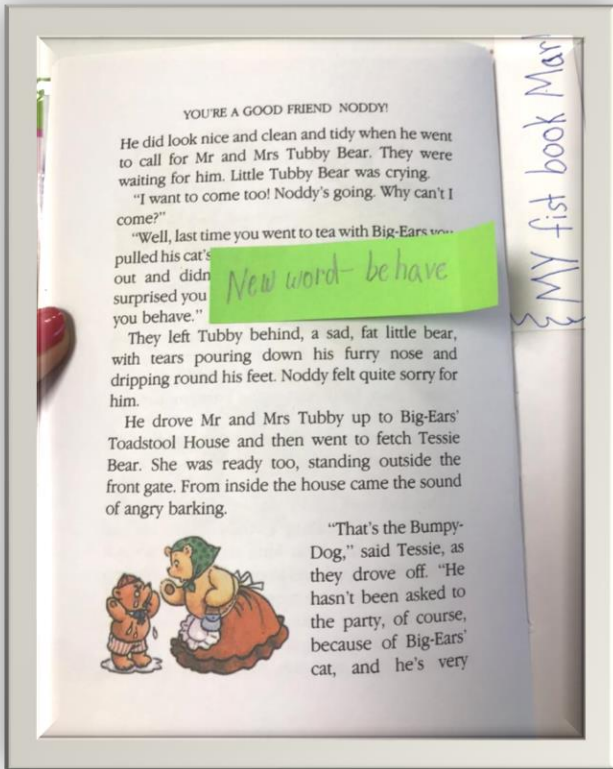 YOU'RE A GOOD FRIEND NODDY!
He did look nice and clean and tidy when he went
to call for Mr and Mrs Tubby Bear. They were
waiting for him. Little Tubby Bear was crying.
"I want to come too! Noddy's going. Why can't I
come?"
"Well, last time you went to tea with Big-Ears
pulled his cat's
out and didn
surprised you
you behave."
New word- behave
They left Tubby behind, a sad, fat little bear,
with tears pouring down his furry nose and
dripping round his feet. Noddy felt quite sorry for
him.
He drove Mr and Mrs Tubby up to Big-Ears'
Toadstool House and then went to fetch Tessie
Bear. She was ready too, standing outside the
front gate. From inside the house came the sound
of angry barking.
"That's the Bumpy-
Dog," said Tessie, as
they drove off. "He
hasn't been asked to
the party, of course,
because of Big-Ears'
cat, and he's very
MY fist book Mar